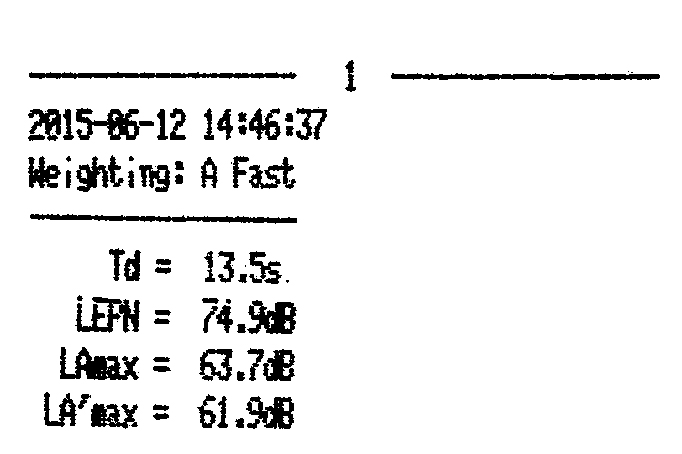 1
2015-06-12 14:46:37
Weighting: A Fast
Td = 13.5s
LEPN = 74.9dB
LAmax = 63.7dB
LA'max = 61.9dB